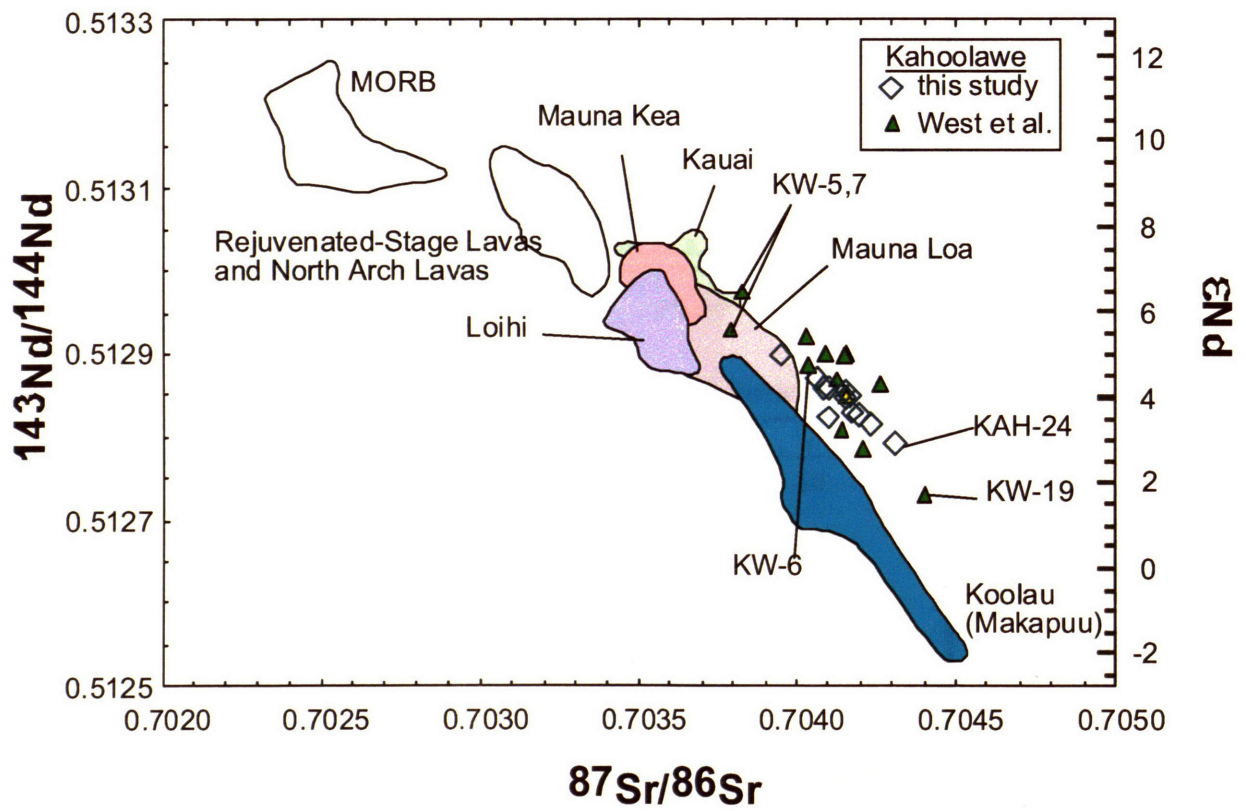 0.5133
0.5131
0.5129
0.5127
0.5125
143Nd/144Nd
MORB
Mauna Kea
Kauai
KW-5,7
Mauna Loa
Rejuvenated-Stage Lavas
and North Arch Lavas
Loihi
KAH-24
KW-19
KW-6
Koolau
(Makapuu)
Kahoolawe
this study
West et al.
12
10
8
6
4
2
0
-2
εNd
0.7020 0.7025 0.7030 0.7035 0.7040 0.7045 0.7050
87Sr/86Sr